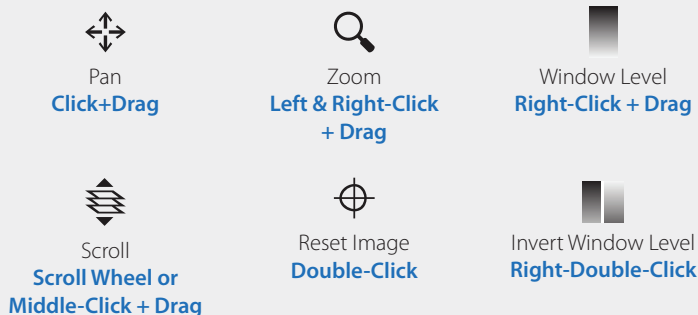 Pan
Click+Drag
Zoom
Left & Right-Click
+ Drag
Window Level
Right-Click + Drag
Scroll
Scroll Wheel or
Middle-Click + Drag
Reset Image
Double-Click
Invert Window Level
Right-Double-Click